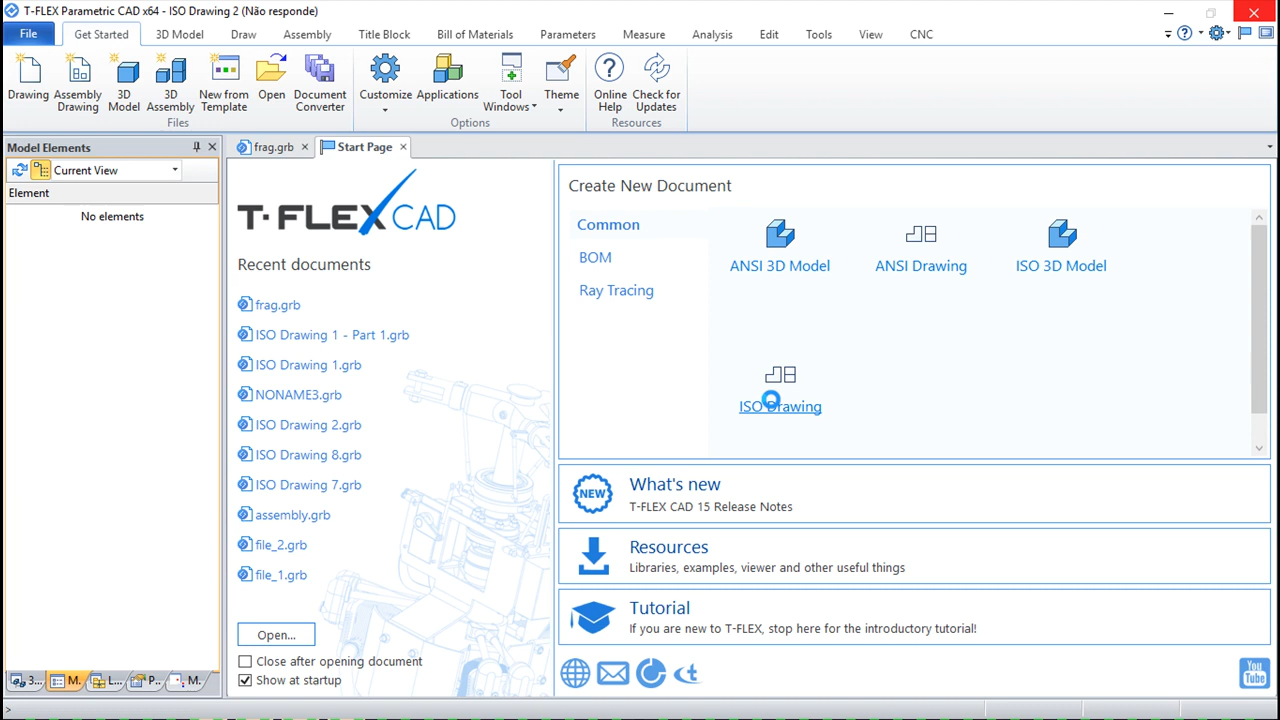 T-FLEX Parametric CAD x64 - ISO Drawing 2 (Não responde)
File Get Started 3D Model Draw Assembly Title Block Bill of Materials Parameters Measure Analysis Edit Tools View CNC
Drawing Assembly Drawing 3D Model 3D Assembly New from Template Open Document Converter Customize Applications Tool Windows Theme Online Help Check for Updates
Files Options Resources
Model Elements
frag.grb Start Page
Current View
Element
No elements
T-FLEX CAD
Recent documents
frag.grb
ISO Drawing 1 - Part 1.grb
ISO Drawing 1.grb
NONAME3.grb
ISO Drawing 2.grb
ISO Drawing 8.grb
ISO Drawing 7.grb
assembly.grb
file_2.grb
file_1.grb
Open...
Close after opening document
Show at startup
Create New Document
Common
BOM
Ray Tracing
ANSI 3D Model ANSI Drawing ISO 3D Model
ISO Drawing
NEW
What's new
T-FLEX CAD 15 Release Notes
Resources
Libraries, examples, viewer and other useful things
Tutorial
If you are new to T-FLEX, stop here for the introductory tutorial!
You Tube
3... M. L... P.. M.
>